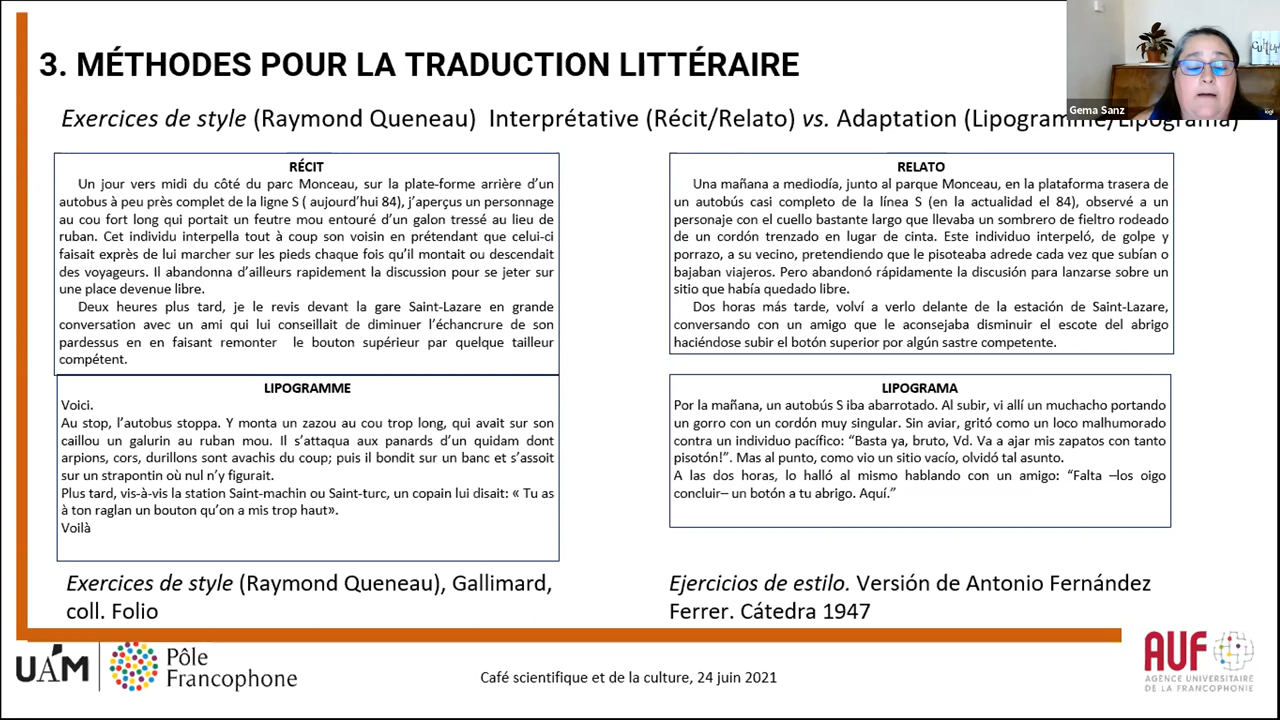 3. MÉTHODES POUR LA TRADUCTION LITTÉRAIRE
Gema Sanz
Exercices de style (Raymond Queneau) Interprétative (Récit/Relato) vs. Adaptation (Lipogramme/Lipograma)
RÉCIT
Un jour vers midi du côté du parc Monceau, sur la plate-forme arrière d'un
autobus à peu près complet de la ligne S ( aujourd'hui 84), j'aperçus un personnage
au cou fort long qui portait un feutre mou entouré d'un galon tressé au lieu de
ruban. Cet individu interpella tout à coup son voisin en prétendant que celui-ci
faisait exprès de lui marcher sur les pieds chaque fois qu'il montait ou descendait
des voyageurs. Il abandonna d'ailleurs rapidement la discussion pour se jeter sur
une place devenue libre.
Deux heures plus tard, je le revis devant la gare Saint-Lazare en grande
conversation avec un ami qui lui conseillait de diminuer l'échancrure de son
pardessus en en faisant remonter le bouton supérieur par quelque tailleur
compétent.
RELATO
Una mañana a mediodía, junto al parque Monceau, en la plataforma trasera de
un autobús casi completo de la línea S (en la actualidad el 84), observé a un
personaje con el cuello bastante largo que llevaba un sombrero de fieltro rodeado
de un cordón trenzado en lugar de cinta. Este individuo interpeló, de golpe y
porrazo, a su vecino, pretendiendo que le pisoteaba adrede cada vez que subían o
bajaban viajeros. Pero abandonó rápidamente la discusión para lanzarse sobre un
sitio que había quedado libre.
Dos horas más tarde, volví a verlo delante de la estación de Saint-Lazare,
conversando con un amigo que le aconsejaba disminuir el escote del abrigo
haciéndose subir el botón superior por algún sastre competente.
LIPOGRAMME
Voici.
Au stop, l'autobus stoppa. Y monta un zazou au cou trop long, qui avait sur son
caillou un galurin au ruban mou. Il s'attaqua aux panards d'un quidam dont
arpions, cors, durillons sont avachis du coup; puis il bondit sur un banc et s'assoit
sur un strapontin où nul n'y figurait.
Plus tard, vis-à-vis la station Saint-machin ou Saint-turc, un copain lui disait: « Tu as
à ton raglan un bouton qu'on a mis trop haut».
Voilà
LIPOGRAMA
Por la mañana, un autobús S iba abarrotado. Al subir, vi allí un muchacho portando
un gorro con un cordón muy singular. Sin aviar, gritó como un loco malhumorado
contra un individuo pacífico: "Basta ya, bruto, Vd. Va a ajar mis zapatos con tanto
pisotón!". Mas al punto, como vio un sitio vacío, olvidó tal asunto.
A las dos horas, lo halló al mismo hablando con un amigo: "Falta –los oigo
concluir– un botón a tu abrigo. Aquí."
Exercices de style (Raymond Queneau), Gallimard,
coll. Folio
Ejercicios de estilo. Versión de Antonio Fernández
Ferrer. Cátedra 1947
UAM
Pôle
Francophone
Café scientifique et de la culture, 24 juin 2021
AUF
AGENCE UNIVERSITAIRE
DE LA FRANCOPHONIE